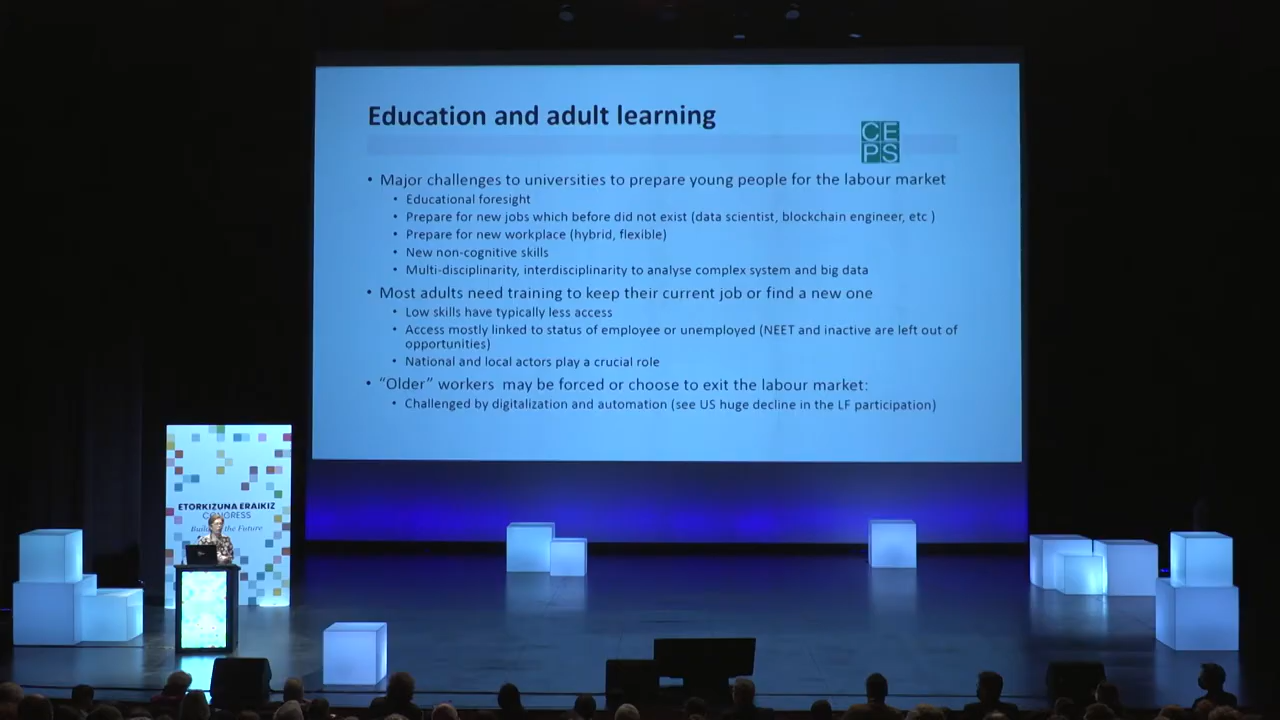 Education and adult learning
CE
PS
• Major challenges to universities to prepare young people for the labour market
• Educational foresight
• Prepare for new jobs which before did not exist (data scientist, blockchain engineer, etc )
• Prepare for new workplace (hybrid, flexible)
• New non-cognitive skills
• Multi-disciplinarity, interdisciplinarity to analyse complex system and big data
• Most adults need training to keep their current job or find a new one
• Low skills have typically less access
• Access mostly linked to status of employee or unemployed (NEET and inactive are left out of
opportunities)
• National and local actors play a crucial role
• “Older” workers may be forced or choose to exit the labour market:
• Challenged by digitalization and automation (see US huge decline in the LF participation)
ETORKIZUNA ERAIKIZ
CONGRESS
the Future